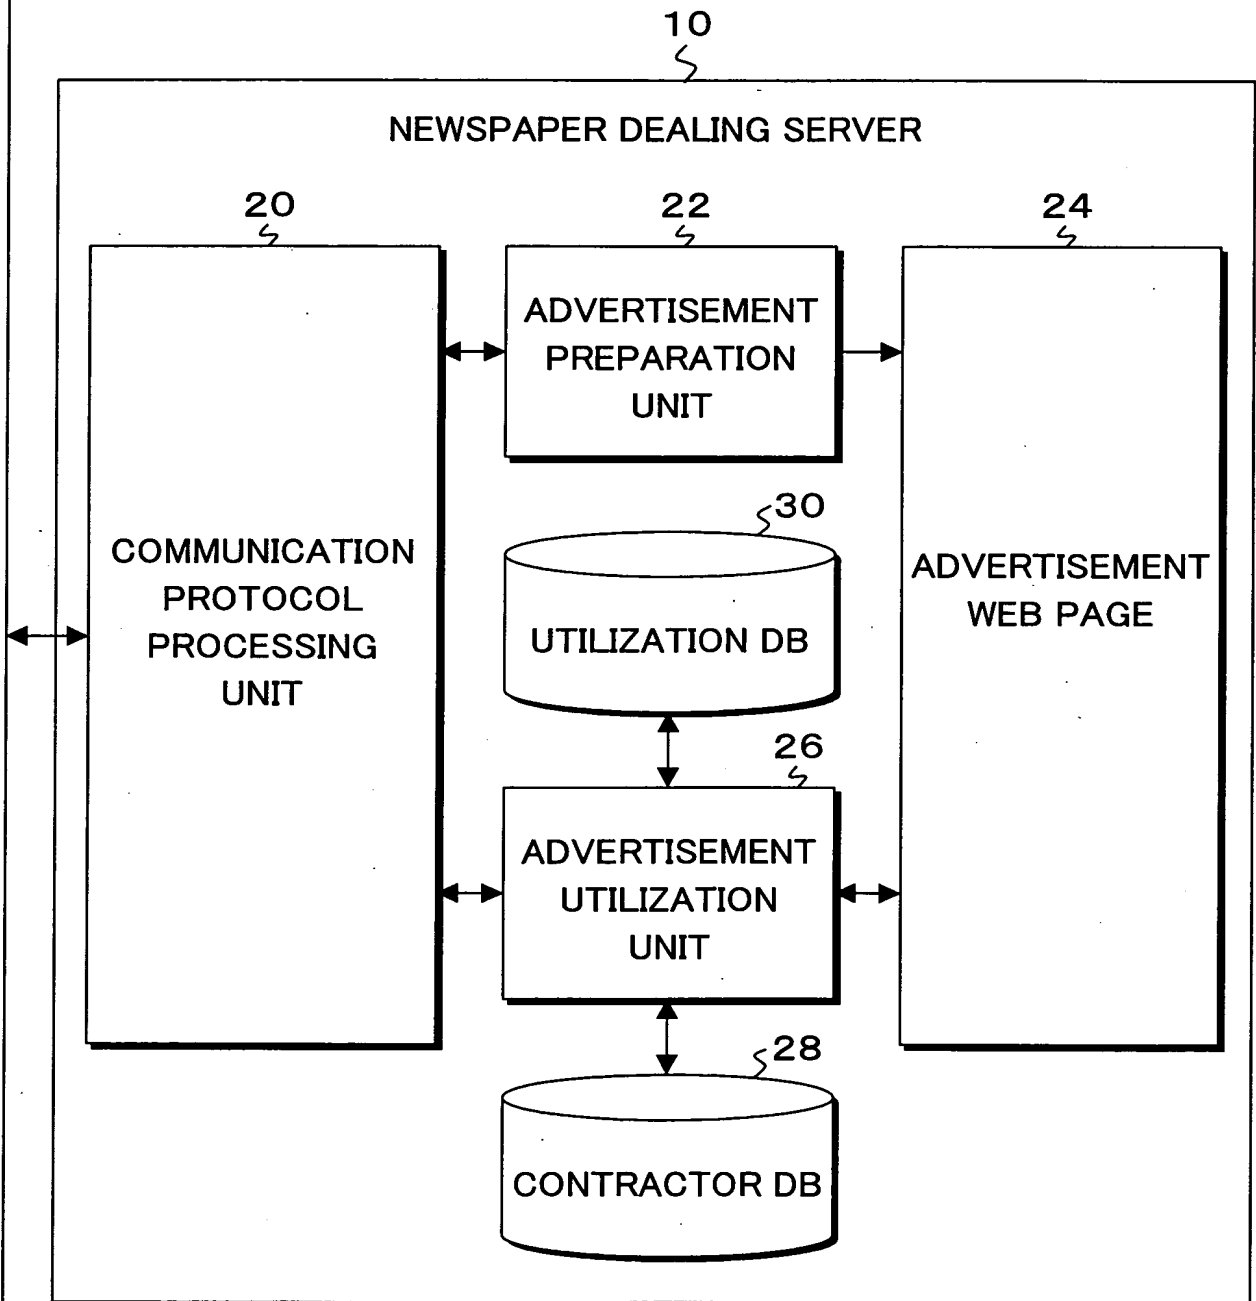 10
NEWSPAPER DEALING SERVER
20
COMMUNICATION
PROTOCOL
PROCESSING
UNIT
22
ADVERTISEMENT
PREPARATION
UNIT
24
ADVERTISEMENT
WEB PAGE
30
UTILIZATION DB
26
ADVERTISEMENT
UTILIZATION
UNIT
28
CONTRACTOR DB